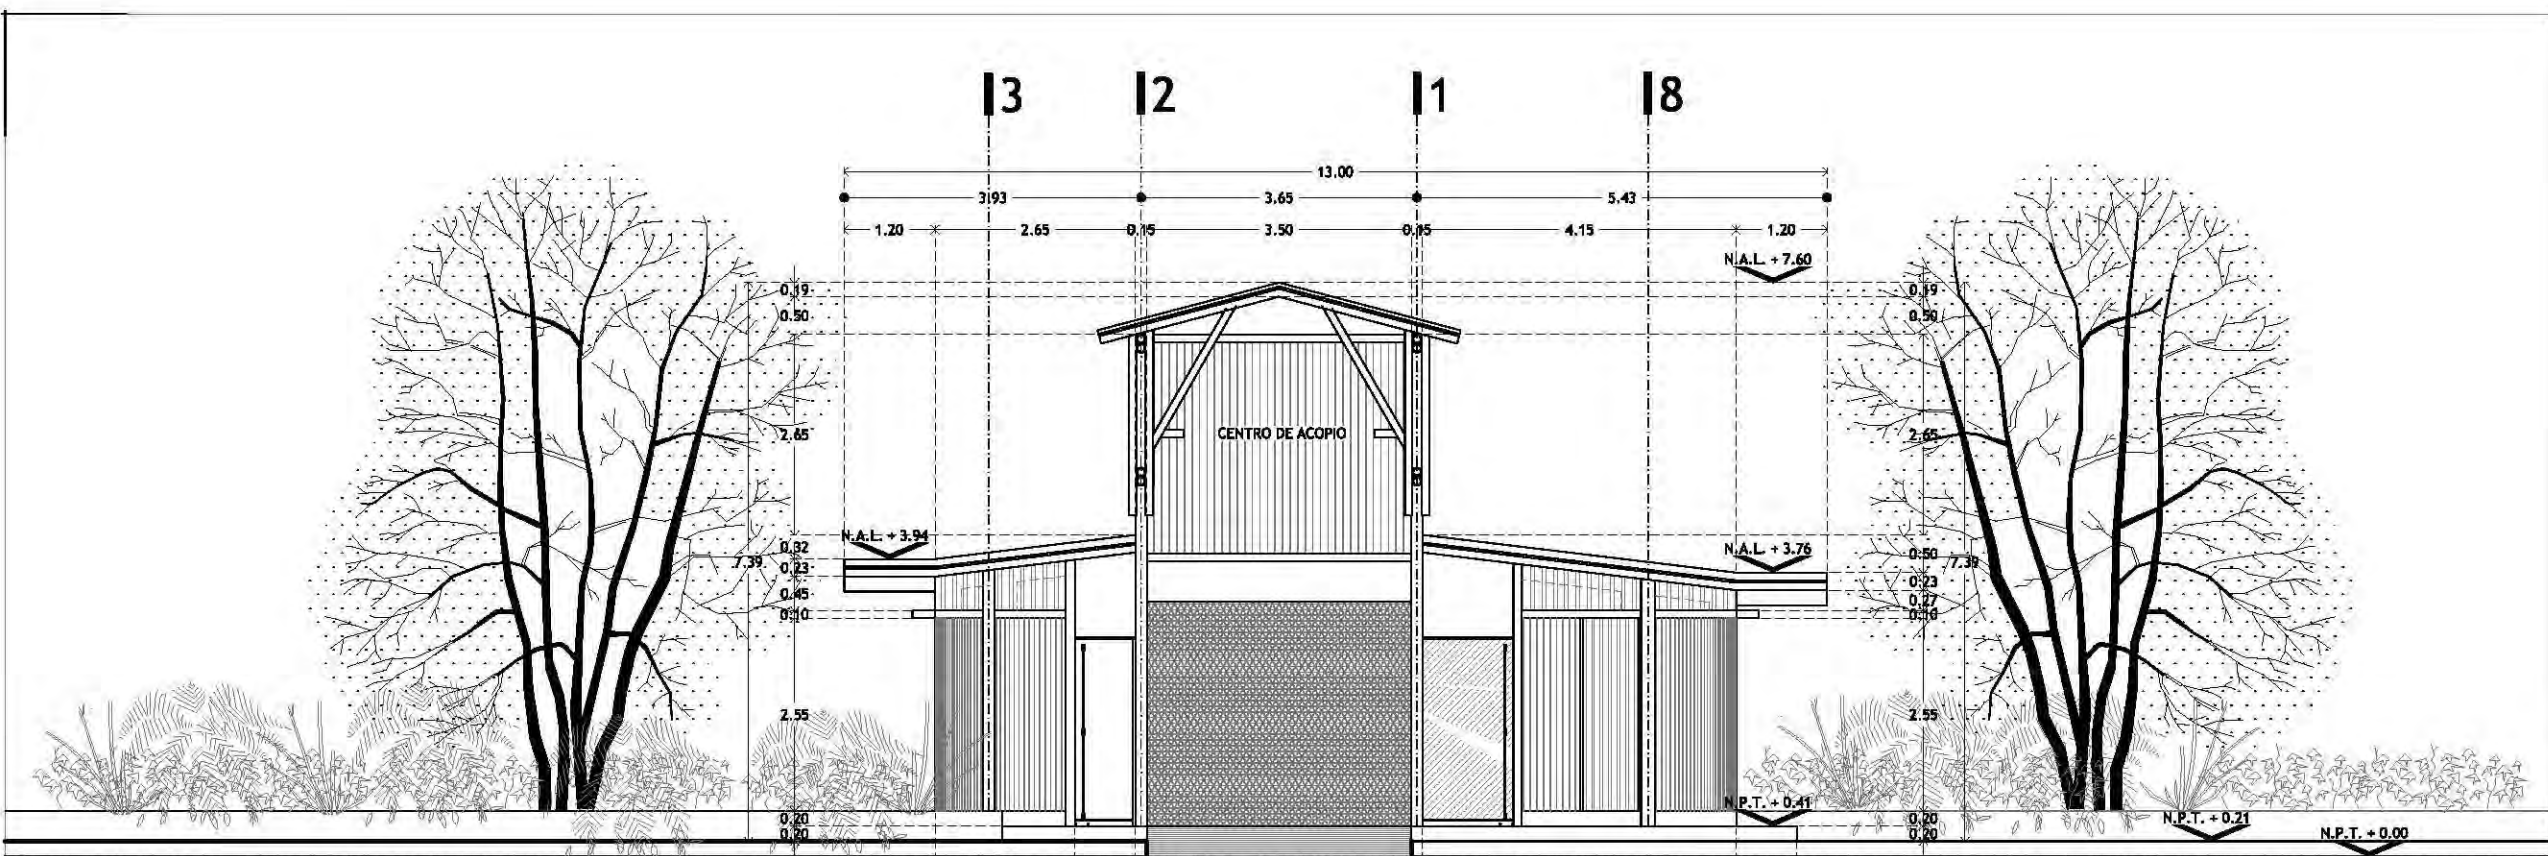 3 2 1 8
13.00
3.93 3.65 5.43
1.20 2.65 0.15 3.50 0.15 4.15 1.20
N.A.L. + 7.60
0.19 0.19
0.50 0.50
2.65 2.65
CENTRO DE ACOPIO
N.A.L. + 3.94
N.A.L. + 3.76
0.32 0.50
7.39 7.39
0.23 0.23
0.45 0.27
0.10 0.10
2.55 2.55
N.P.T. + 0.41
0.20 0.20
N.P.T. + 0.21
0.20 0.20
N.P.T. + 0.00